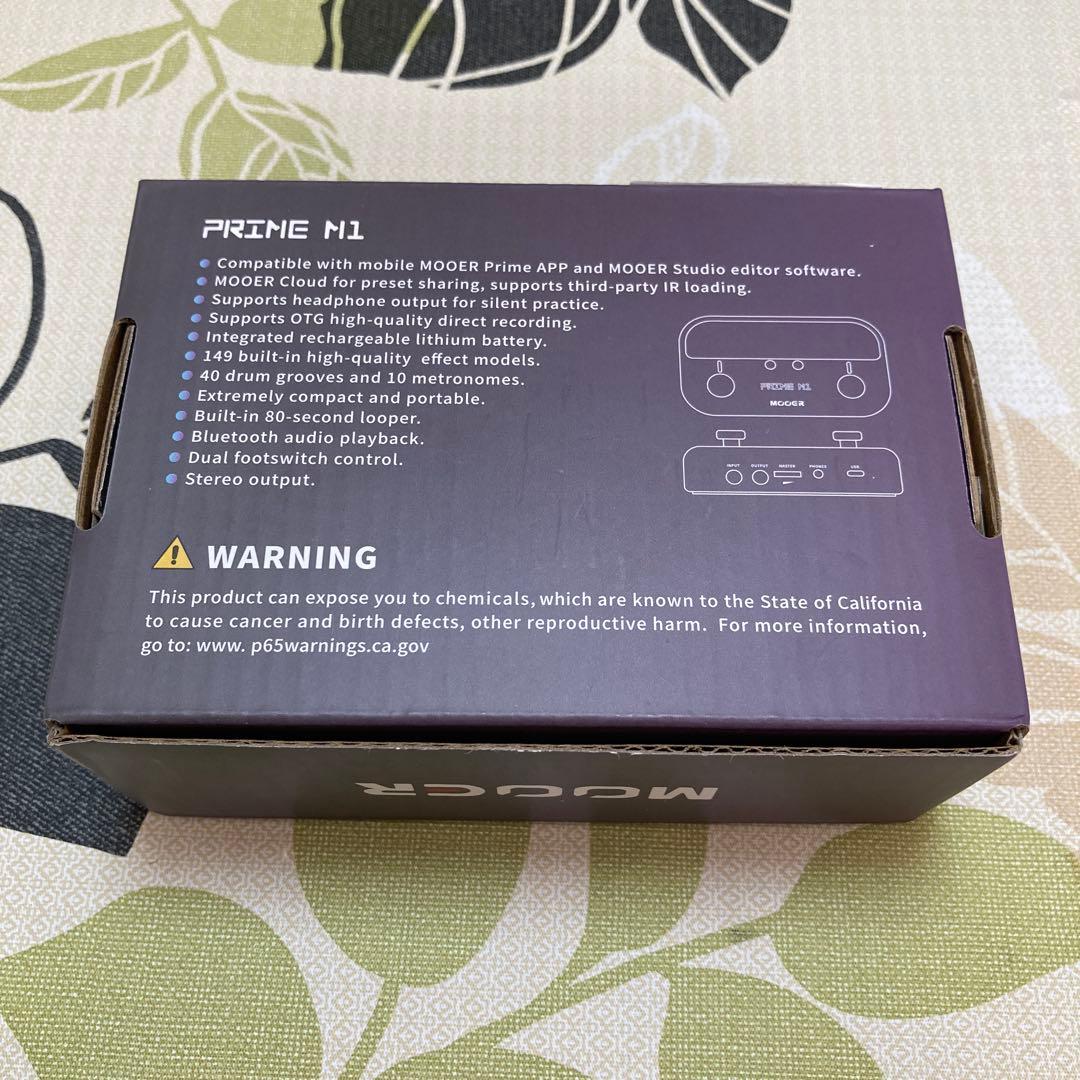 PRIME M1
Compatible with mobile MOOER Prime APP and MOOER Studio editor software.
MOOER Cloud for preset sharing, supports third-party IR loading.
Supports headphone output for silent practice.
Supports OTG high-quality direct recording.
Integrated rechargeable lithium battery.
149 built-in high-quality effect models.
40 drum grooves and 10 metronomes.
Extremely compact and portable.
Built-in 80-second looper.
Bluetooth audio playback.
Dual footswitch control.
Stereo output.
PRIME M1
MOOER
INPUT OUTPUT MASTER PHONES USB
WARNING
This product can expose you to chemicals, which are known to the State of California
to cause cancer and birth defects, other reproductive harm. For more information,
go to: www. p65warnings.ca.gov
MOOER